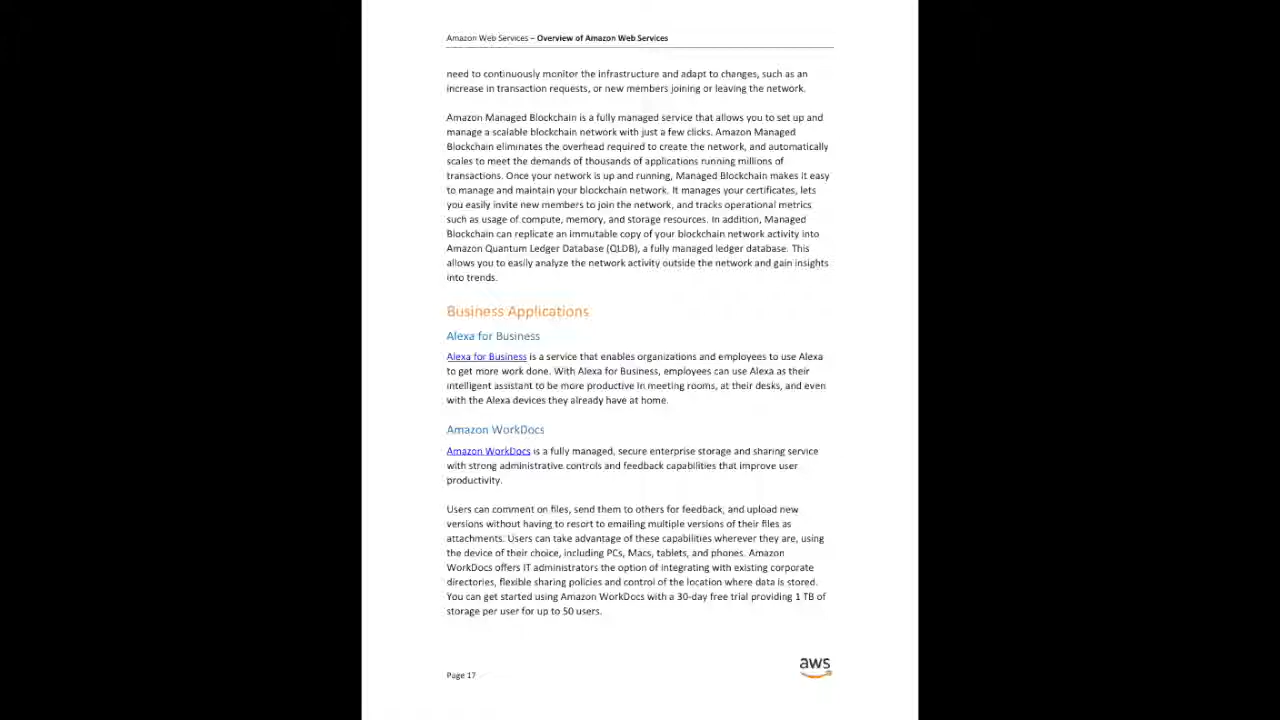 Amazon Web Services – Overview of Amazon Web Services
need to continuously monitor the infrastructure and adapt to changes, such as an
increase in transaction requests, or new members joining or leaving the network.
Amazon Managed Blockchain is a fully managed service that allows you to set up and
manage a scalable blockchain network with just a few clicks. Amazon Managed
Blockchain eliminates the overhead required to create the network, and automatically
scales to meet the demands of thousands of applications running millions of
transactions. Once your network is up and running, Managed Blockchain makes it easy
to manage and maintain your blockchain network. It manages your certificates, lets
you easily invite new members to join the network, and tracks operational metrics
such as usage of compute, memory, and storage resources. In addition, Managed
Blockchain can replicate an immutable copy of your blockchain network activity into
Amazon Quantum Ledger Database (QLDB), a fully managed ledger database. This
allows you to easily analyze the network activity outside the network and gain insights
into trends.
Business Applications
Alexa for Business
Alexa for Business is a service that enables organizations and employees to use Alexa
to get more work done. With Alexa for Business, employees can use Alexa as their
intelligent assistant to be more productive in meeting rooms, at their desks, and even
with the Alexa devices they already have at home.
Amazon WorkDocs
Amazon WorkDocs is a fully managed, secure enterprise storage and sharing service
with strong administrative controls and feedback capabilities that improve user
productivity.
Users can comment on files, send them to others for feedback, and upload new
versions without having to resort to emailing multiple versions of their files as
attachments. Users can take advantage of these capabilities wherever they are, using
the device of their choice, including PCs, Macs, tablets, and phones. Amazon
WorkDocs offers IT administrators the option of integrating with existing corporate
directories, flexible sharing policies and control of the location where data is stored.
You can get started using Amazon WorkDocs with a 30-day free trial providing 1 TB of
storage per user for up to 50 users.
aws
Page 17